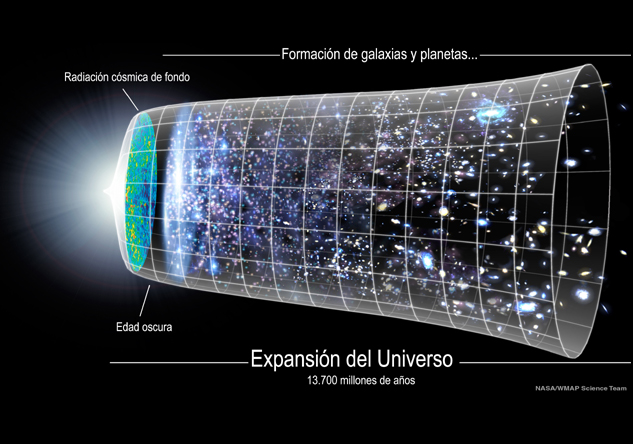 Formación de galaxias y planetas...
Radiación cósmica de fondo
Edad oscura
Expansión del Universo
13.700 millones de años
NASA/WMAP Science Team